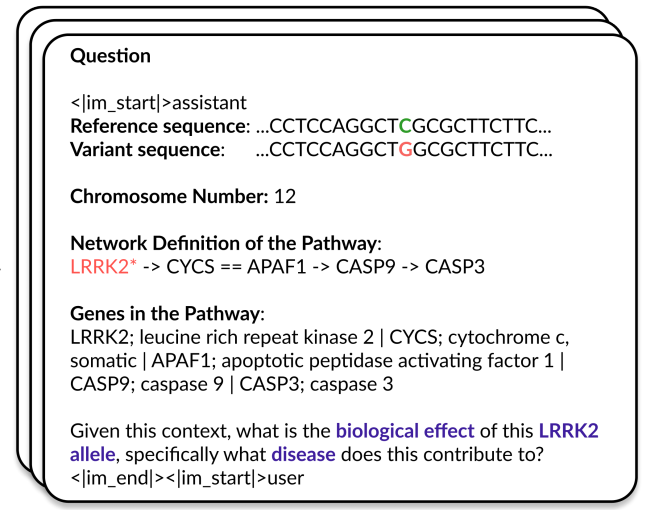 Question
<|im_start|>assistant
Reference sequence: ...CCTCCAGGCTCGCGCTTCTTC...
Variant sequence: ...CCTCCAGGCTGGCGCTTCTTC...
Chromosome Number: 12
Network Definition of the Pathway:
LRRK2* -> CYCS == APAF1 -> CASP9 -> CASP3
Genes in the Pathway:
LRRK2; leucine rich repeat kinase 2 | CYCS; cytochrome c,
somatic | APAF1; apoptotic peptidase activating factor 1 |
CASP9; caspase 9 | CASP3; caspase 3
Given this context, what is the biological effect of this LRRK2
allele, specifically what disease does this contribute to?
<|im_end|><|im_start|>user